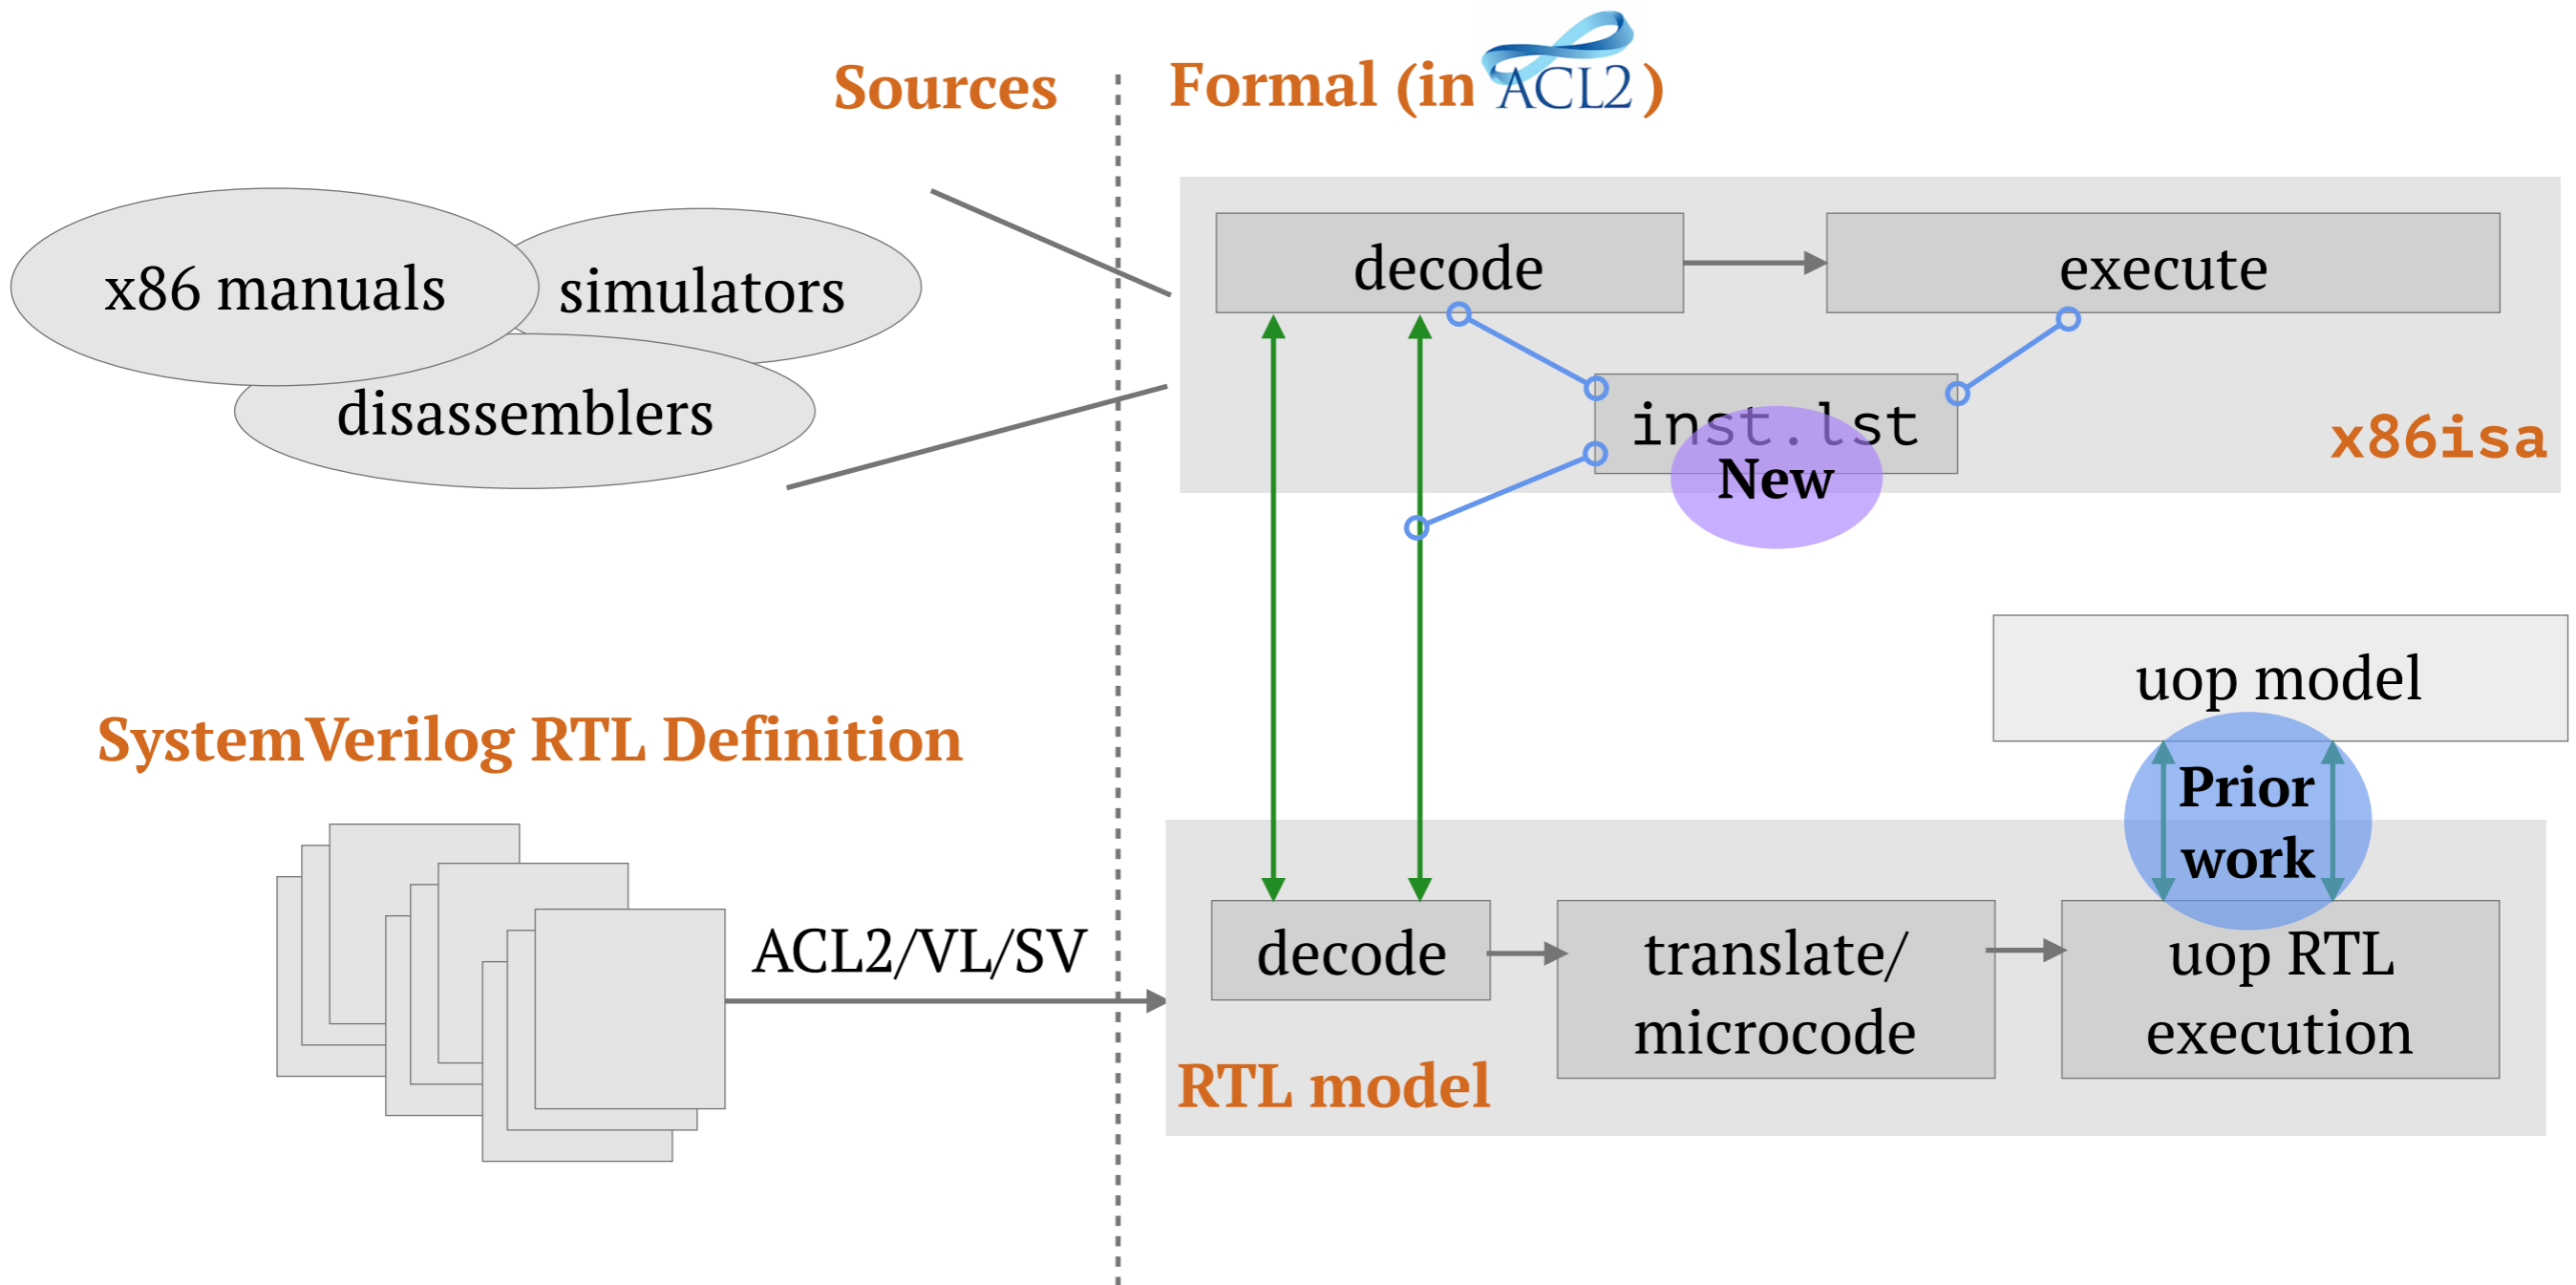 Sources
Formal (in ACL2 )
x86 manuals
simulators
disassemblers
decode
execute
inst.lst
New
x86isa
uop model
Prior
work
SystemVerilog RTL Definition
ACL2/VL/SV
decode
translate/
microcode
uop RTL
execution
RTL model